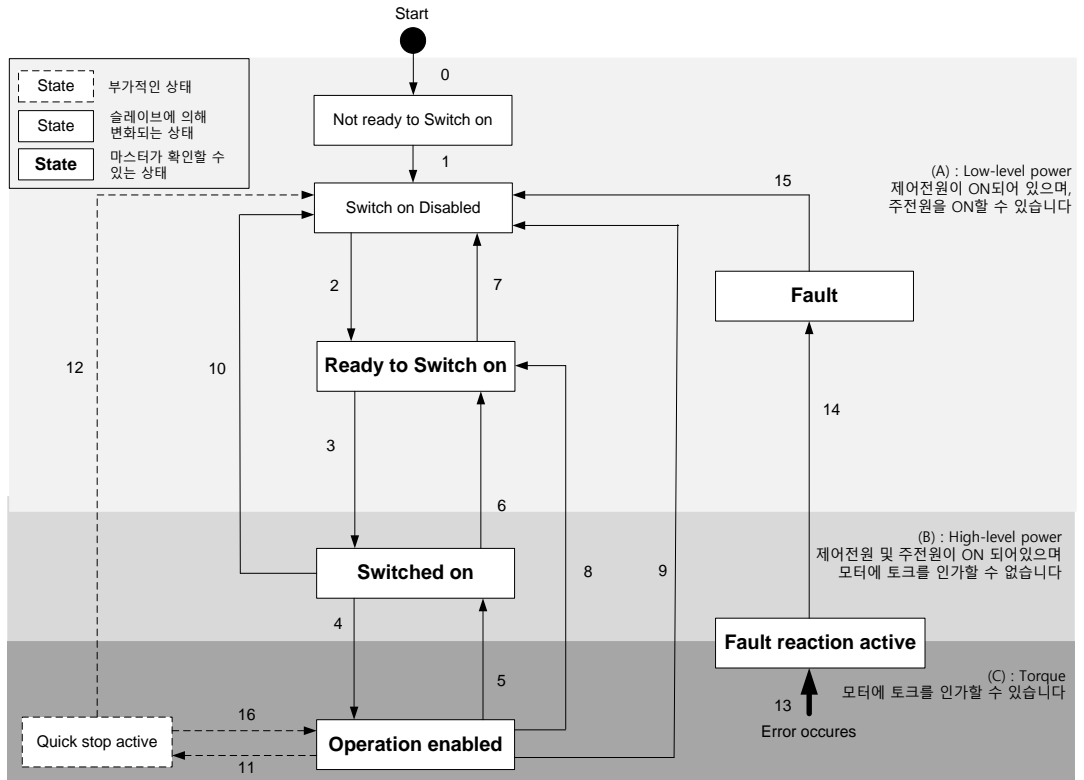 Start
0
State
부가적인 상태
State
슬레이브에 의해
변화되는 상태
State
마스터가 확인할 수
있는 상태
Not ready to Switch on
1
15
(A) : Low-level power
제어전원이 ON되어 있으며,
주전원을 ON할 수 있습니다
Switch on Disabled
2
7
Fault
12
10
Ready to Switch on
14
3
6
(B) : High-level power
제어전원 및 주전원이 ON 되어있으며
모터에 토크를 인가할 수 없습니다
Switched on
8
9
4
Fault reaction active
5
(C) : Torque
모터에 토크를 인가할 수 있습니다
13
16
Error occures
Quick stop active
Operation enabled
11